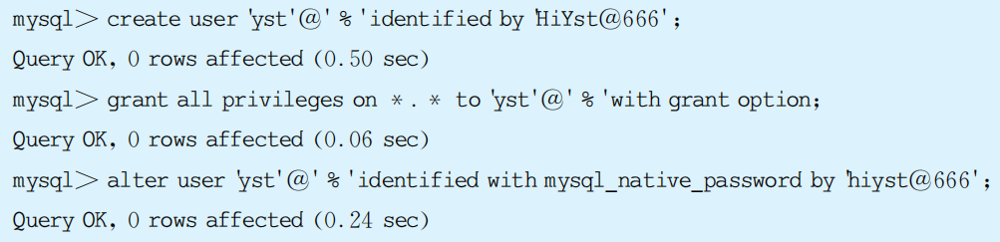 mysql> create user 'yst'@' % 'identified by 'HiYst@666';
Query OK, 0 rows affected (0.50 sec)
mysql> grant all privileges on *. * to 'yst'@' % 'with grant option;
Query OK, 0 rows affected (0.06 sec)
mysql> alter user 'yst'@' % 'identified with mysql_native_password by 'hiyst@666';
Query OK, 0 rows affected (0.24 sec)